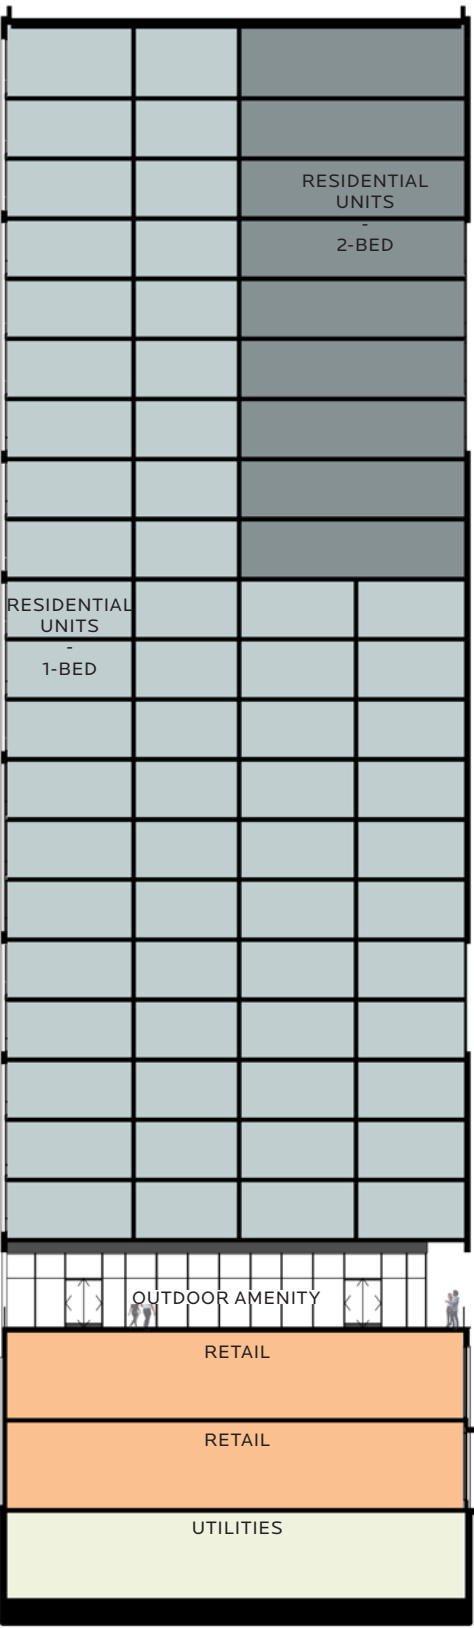 RESIDENTIAL
UNITS
-
2-BED
RESIDENTIAL
UNITS
-
1-BED
OUTDOOR AMENITY
RETAIL
RETAIL
UTILITIES